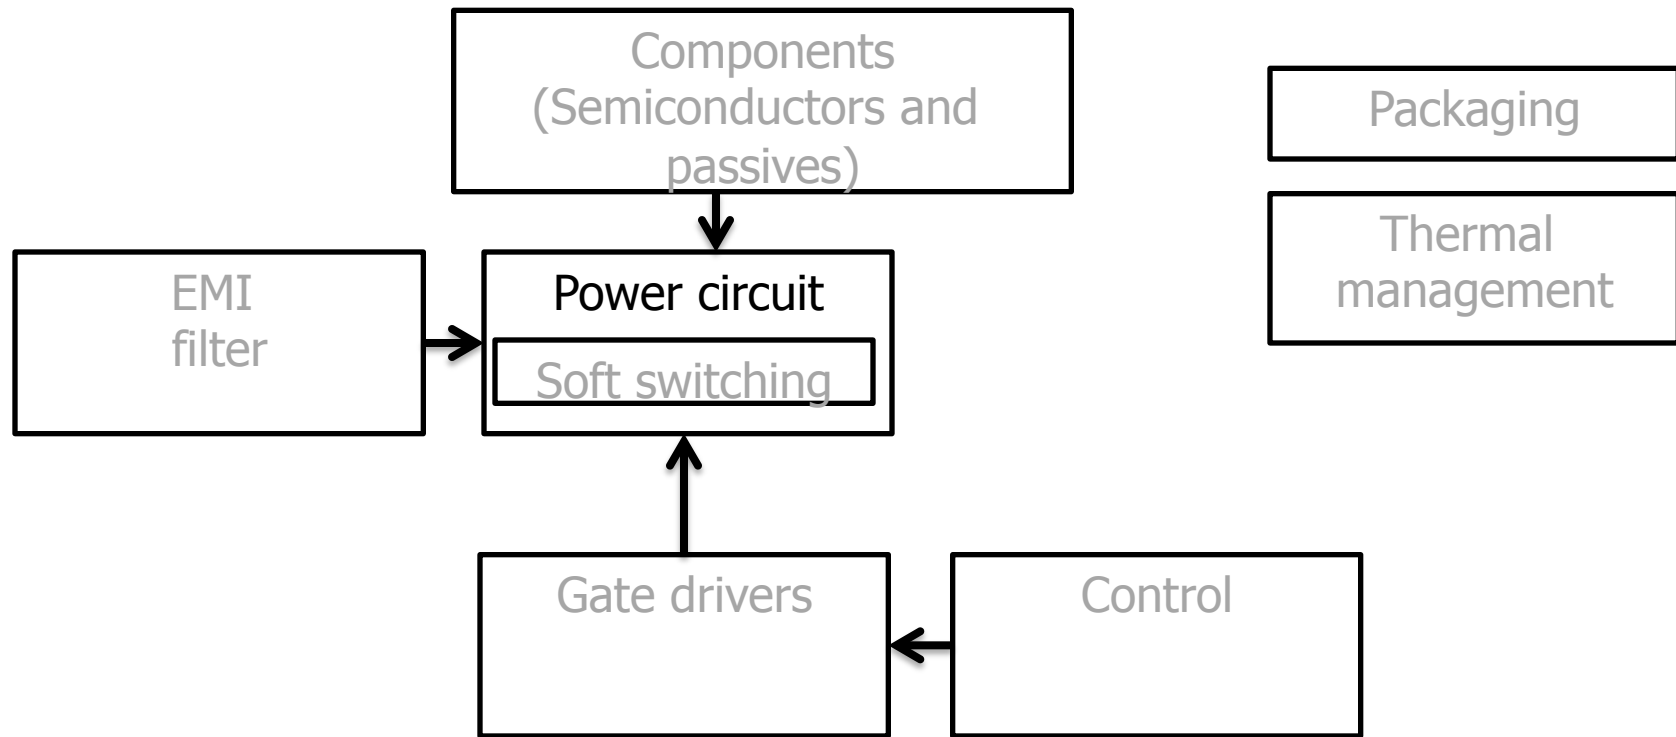 Components
(Semiconductors and
passives)
Packaging
Thermal
management
EMI
filter
Power circuit
Soft switching
Gate drivers
Control